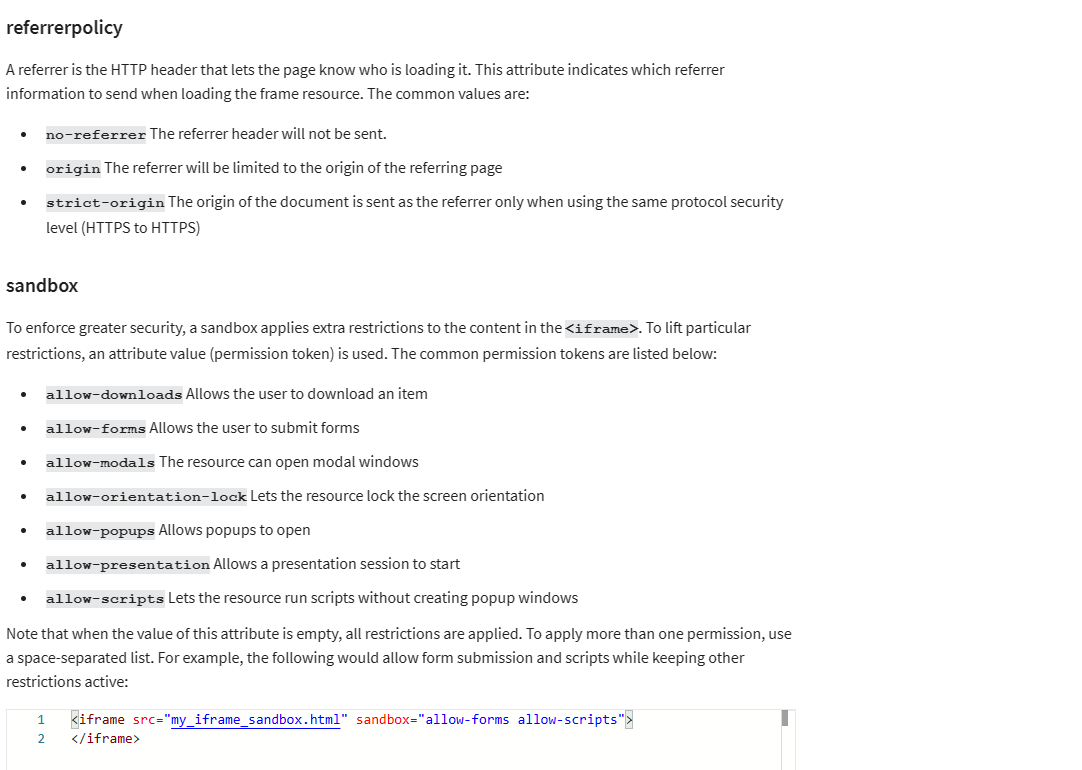 referrerpolicy
A referrer is the HTTP header that lets the page know who is loading it. This attribute indicates which referrer
information to send when loading the frame resource. The common values are:
• no-referrer The referrer header will not be sent.
• origin The referrer will be limited to the origin of the referring page
• strict-origin The origin of the document is sent as the referrer only when using the same protocol security
level (HTTPS to HTTPS)
sandbox
To enforce greater security, a sandbox applies extra restrictions to the content in the <iframe>. To lift particular
restrictions, an attribute value (permission token) is used. The common permission tokens are listed below:
• allow-downloads Allows the user to download an item
• allow-forms Allows the user to submit forms
• allow-modals The resource can open modal windows
• allow-orientation-lock Lets the resource lock the screen orientation
• allow-popups Allows popups to open
• allow-presentation Allows a presentation session to start
• allow-scripts Lets the resource run scripts without creating popup windows
Note that when the value of this attribute is empty, all restrictions are applied. To apply more than one permission, use
a space-separated list. For example, the following would allow form submission and scripts while keeping other
restrictions active:
1 <iframe src="my_iframe_sandbox.html" sandbox="allow-forms allow-scripts">
2 </iframe>